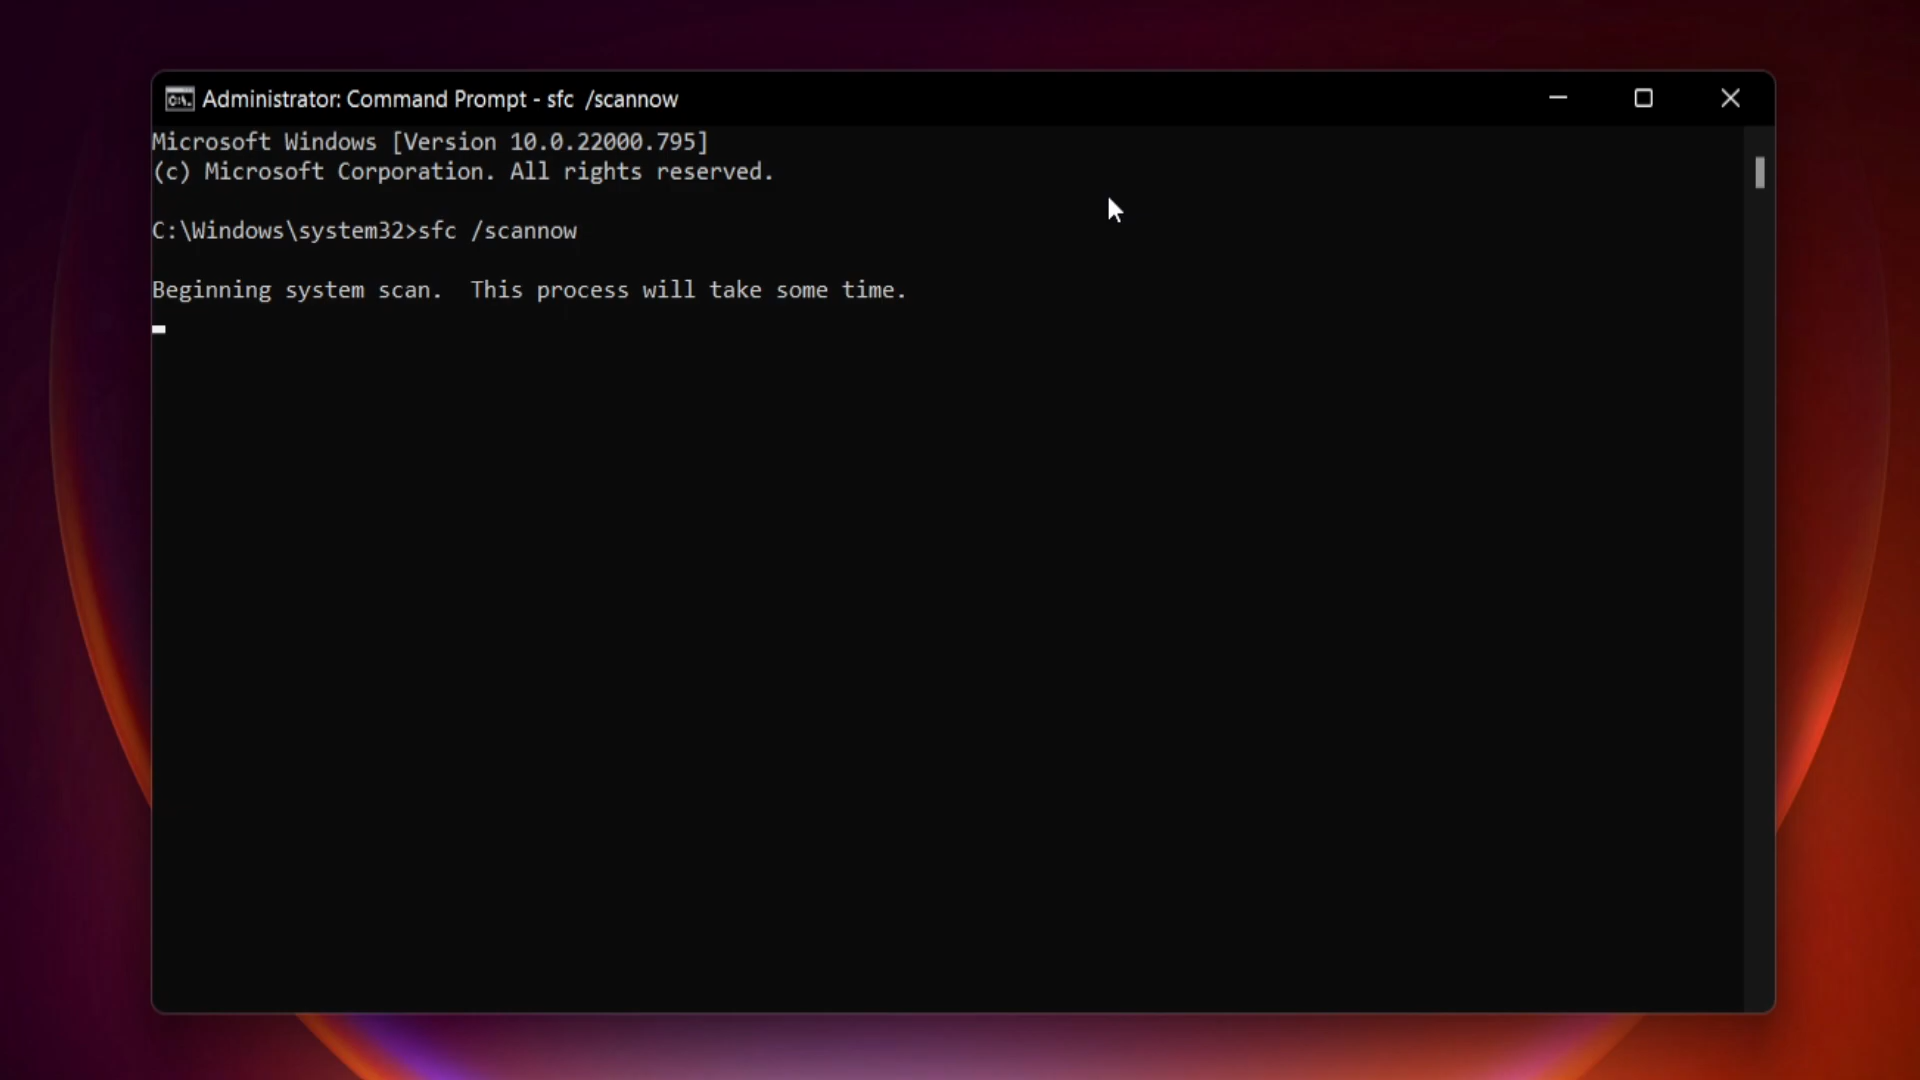 Administrator: Command Prompt - sfc  /scannow
Microsoft Windows [Version 10.0.22000.795]
(c) Microsoft Corporation. All rights reserved.
C:\Windows\system32>sfc /scannow
Beginning system scan.  This process will take some time.